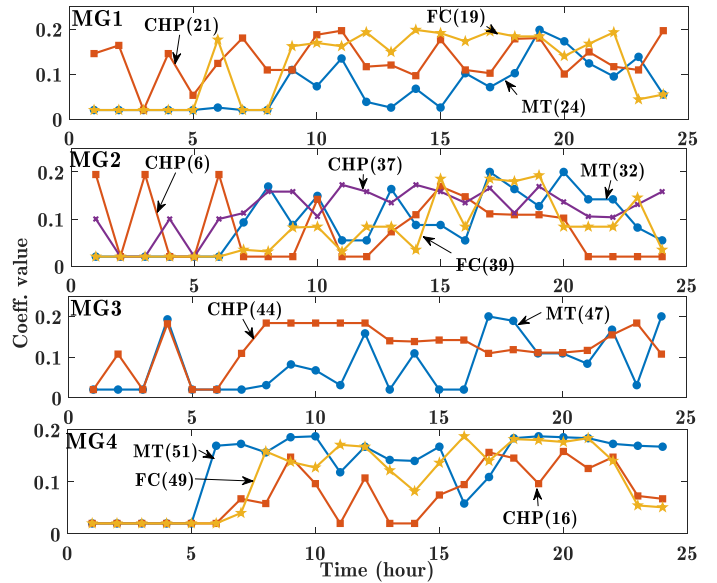 MG1
CHP(21)
FC(19)
MT(24)
0.2
0.1
0
0 5 10 15 20 25
MG2
CHP(6)
CHP(37)
MT(32)
FC(39)
0.2
0.1
0
0 5 10 15 20 25
MG3
CHP(44)
MT(47)
0.2
0.1
0
0 5 10 15 20 25
MG4
MT(51)
FC(49)
CHP(16)
0.2
0.1
0
0 5 10 15 20 25
Coeff. value
Time (hour)